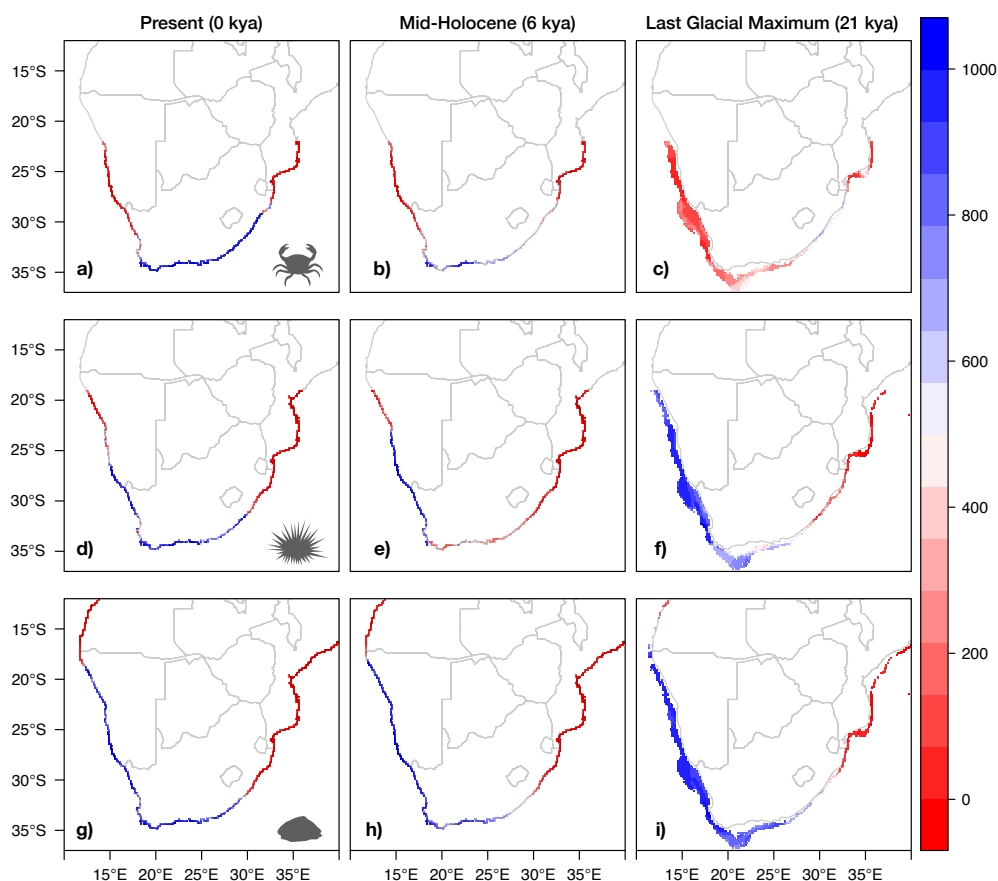 Present (0 kya)
Mid-Holocene (6 kya)
Last Glacial Maximum (21 kya)
15°S
20°S
25°S
30°S
35°S
a)
b)
c)
15°S
20°S
25°S
30°S
35°S
d)
e)
f)
15°S
20°S
25°S
30°S
35°S
g)
h)
i)
15°E 20°E 25°E 30°E 35°E
15°E 20°E 25°E 30°E 35°E
15°E 20°E 25°E 30°E 35°E
1000
800
600
400
200
0